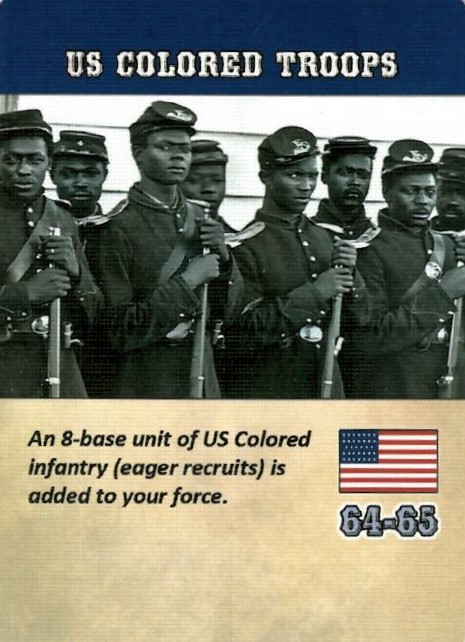 US COLORED TROOPS
An 8-base unit of US Colored
infantry (eager recruits) is
added to your force.
64-65